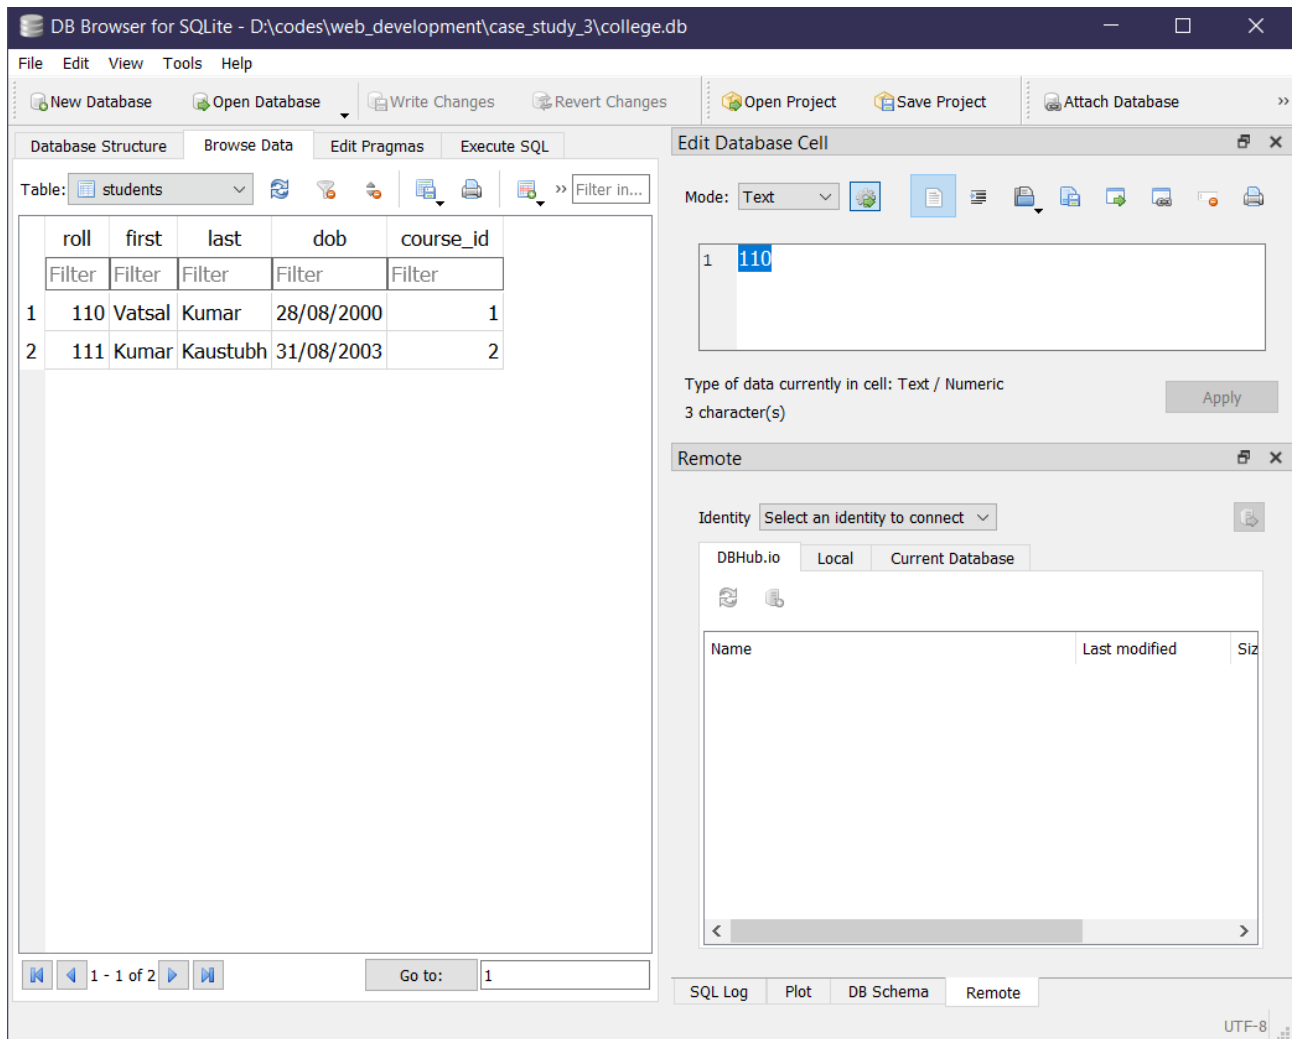 DB Browser for SQLite - D:\codes\web_development\case_study_3\college.db
File Edit View Tools Help
New Database Open Database Write Changes Revert Changes Open Project Save Project Attach Database »
Database Structure Browse Data Edit Pragmas Execute SQL
Table: students » Filter in...
roll first last dob course_id
Filter Filter Filter Filter Filter
1 110 Vatsal Kumar 28/08/2000 1
2 111 Kumar Kaustubh 31/08/2003 2
1 - 1 of 2 Go to: 1
Edit Database Cell
Mode: Text
1 110
Type of data currently in cell: Text / Numeric
3 character(s)
Apply
Remote
Identity Select an identity to connect
DBHub.io Local Current Database
Name Last modified Siz
SQL Log Plot DB Schema Remote
UTF-8